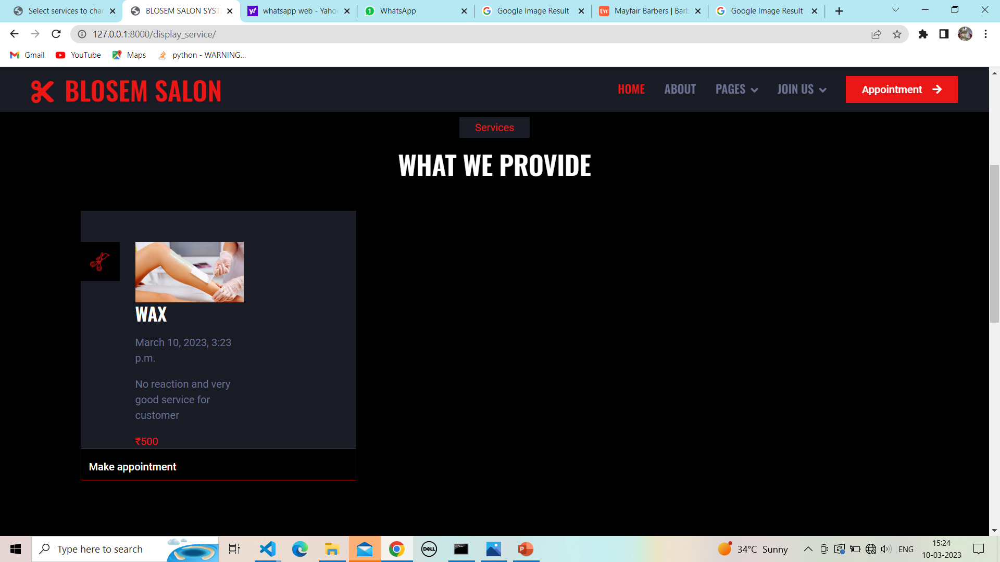 Select services to char
BLOSEM SALON SYST
whatsapp web - Yahoo
WhatsApp
Google Image Result
Mayfair Barbers | Barb
Google Image Result
127.0.0.1:8000/display_service/
Gmail
YouTube
Maps
python - WARNING...
BLOSEM SALON
HOME
ABOUT
PAGES
JOIN US
Appointment
Services
WHAT WE PROVIDE
WAX
March 10, 2023, 3:23
p.m.
No reaction and very
good service for
customer
₹500
Make appointment
Type here to search
DELL
34°C Sunny
ENG
15:24
10-03-2023